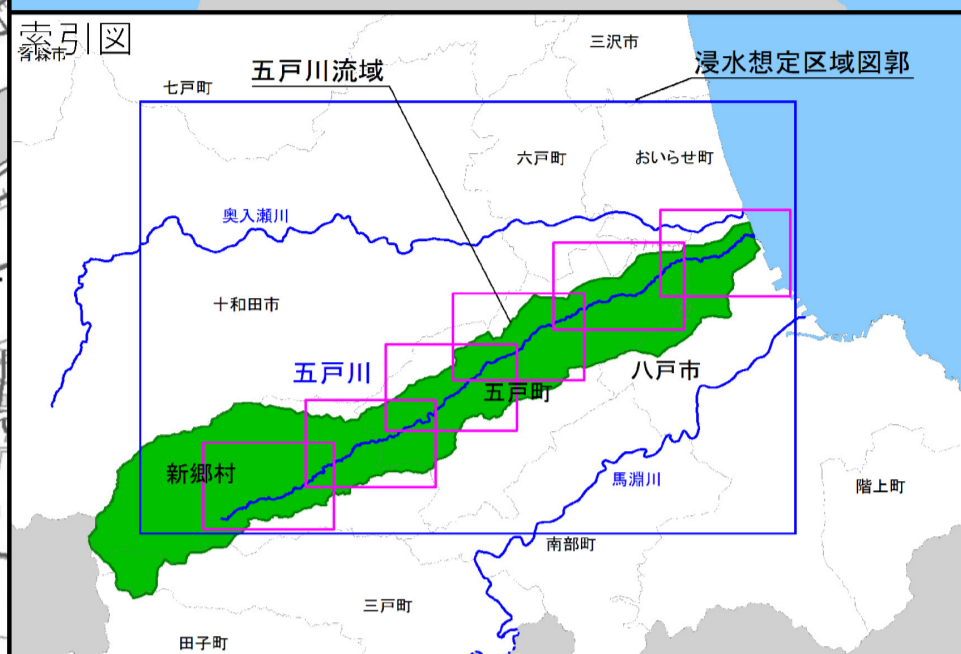 索引図
青森市
三沢市
五戸川流域
浸水想定区域図郭
七戸町
六戸町
おいらせ町
奥入瀬川
十和田市
五戸川
八戸市
五戸町
新郷村
馬淵川
階上町
南部町
三戸町
田子町